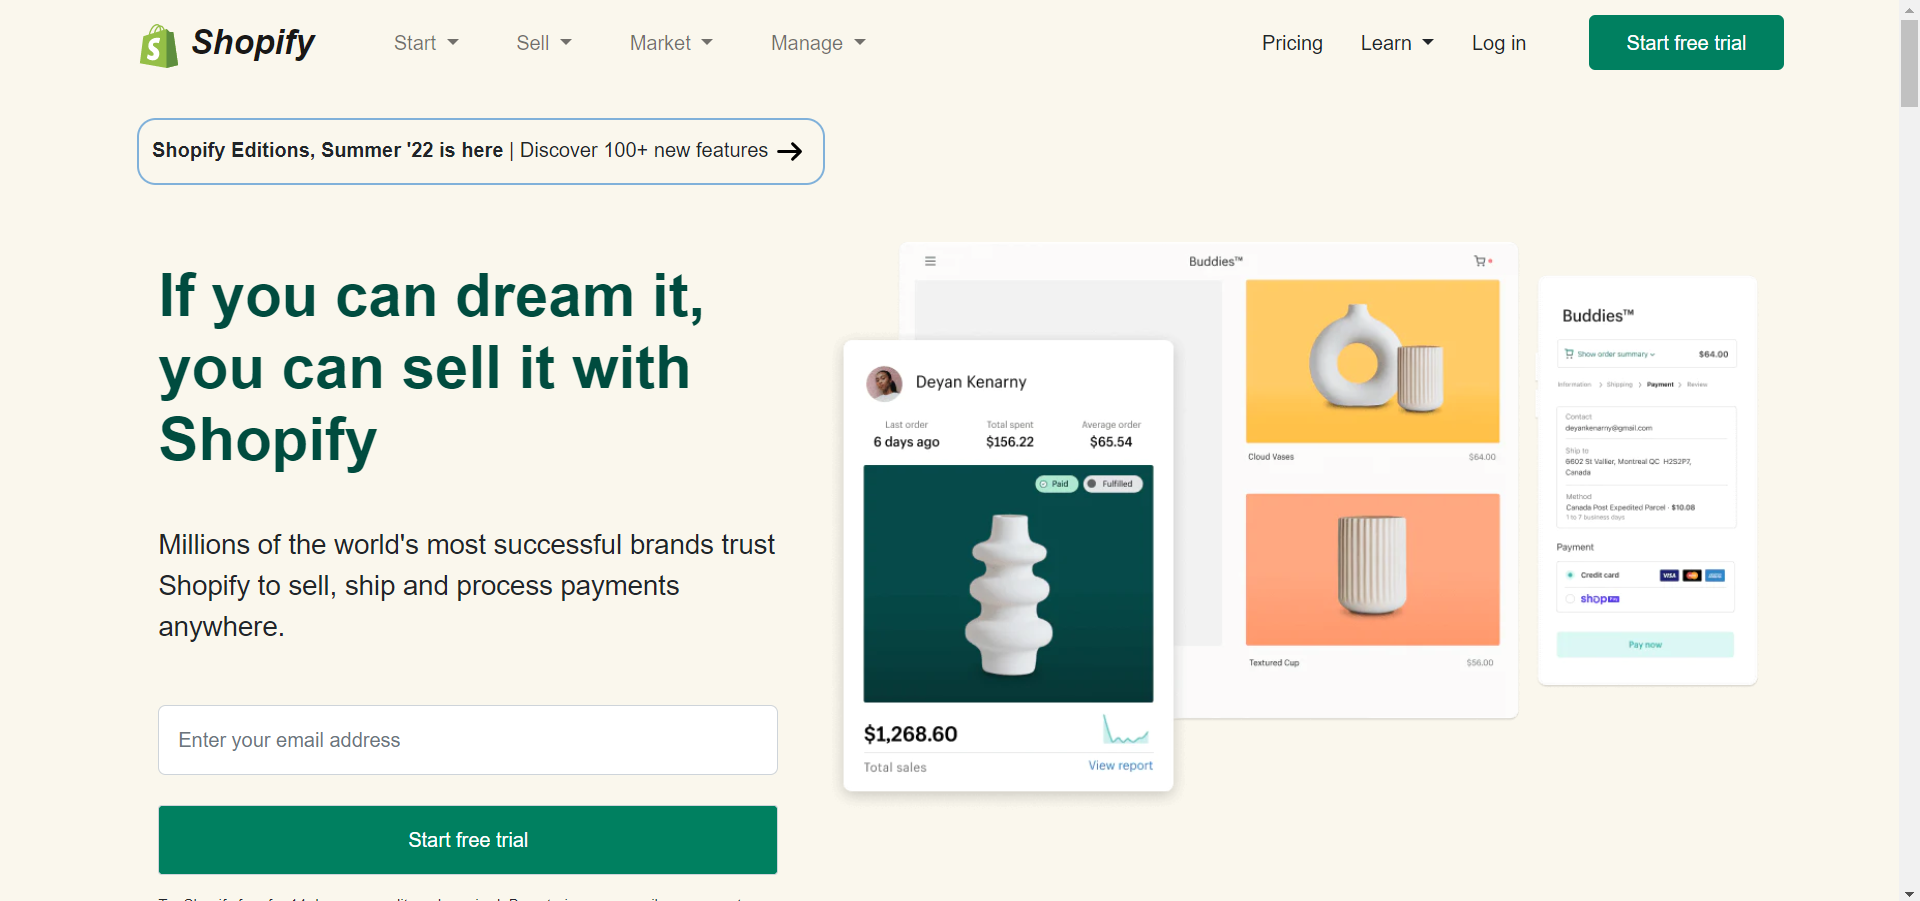 Shopify
Start
Sell
Market
Manage
Pricing
Learn
Log in
Start free trial
Shopify Editions, Summer '22 is here | Discover 100+ new features
If you can dream it,
you can sell it with
Shopify
Millions of the world's most successful brands trust
Shopify to sell, ship and process payments
anywhere.
Enter your email address
Start free trial
Buddies™
Cloud Vases $64.00
Textured Cup $56.00
Deyan Kenarny
Last order Total spent Average order
6 days ago $156.22 $65.54
Paid Fulfilled
$1,268.60
Total sales View report
Buddies™
Show order summary $64.00
Information > Shipping > Payment > Review
Contact
deyankenarny@gmail.com
Ship to
6602 St Vallier, Montreal QC H2S2P7,
Canada
Method
Canada Post Expedited Parcel · $10.08
1 to 7 business days
Payment
Credit card VISA
shop
Pay now